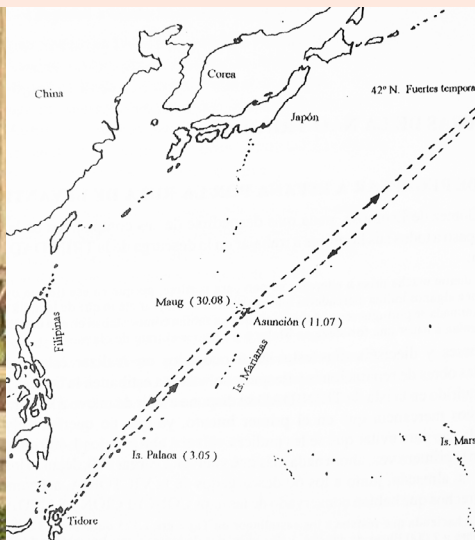 China
Corea
Japón
42º N. Fuertes tempora
Maug ( 30.08 )
Asunción ( 11.07 )
Is. Marianas
Filipinas
Is. Palaos ( 3.05 )
Is. Mars
Tidore